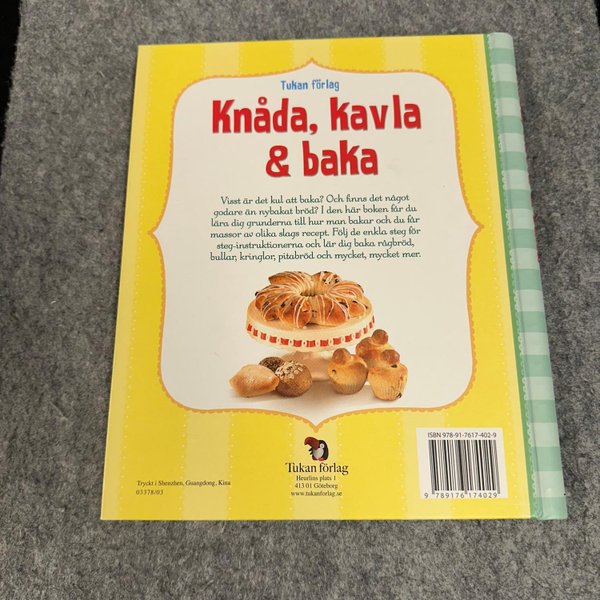 Tukan förlag
Knåda, kavla
& baka
Visst är det kul att baka? Och finns det något
godare än nybakat bröd? I den här boken får du
lära dig grunderna till hur man bakar och du får
massor av olika slags recept. Följ de enkla steg för
steg-instruktionerna och lär dig baka rågbröd,
bullar, kringlor, pitabröd och mycket, mycket mer.
Tukan förlag
Heurlins plats 1
413 01 Göteborg
www.tukanforlag.se
Tryckt i Shenzhen, Guangdong, Kina
03378/03
ISBN 978-91-7617-402-9
9 789176 174029